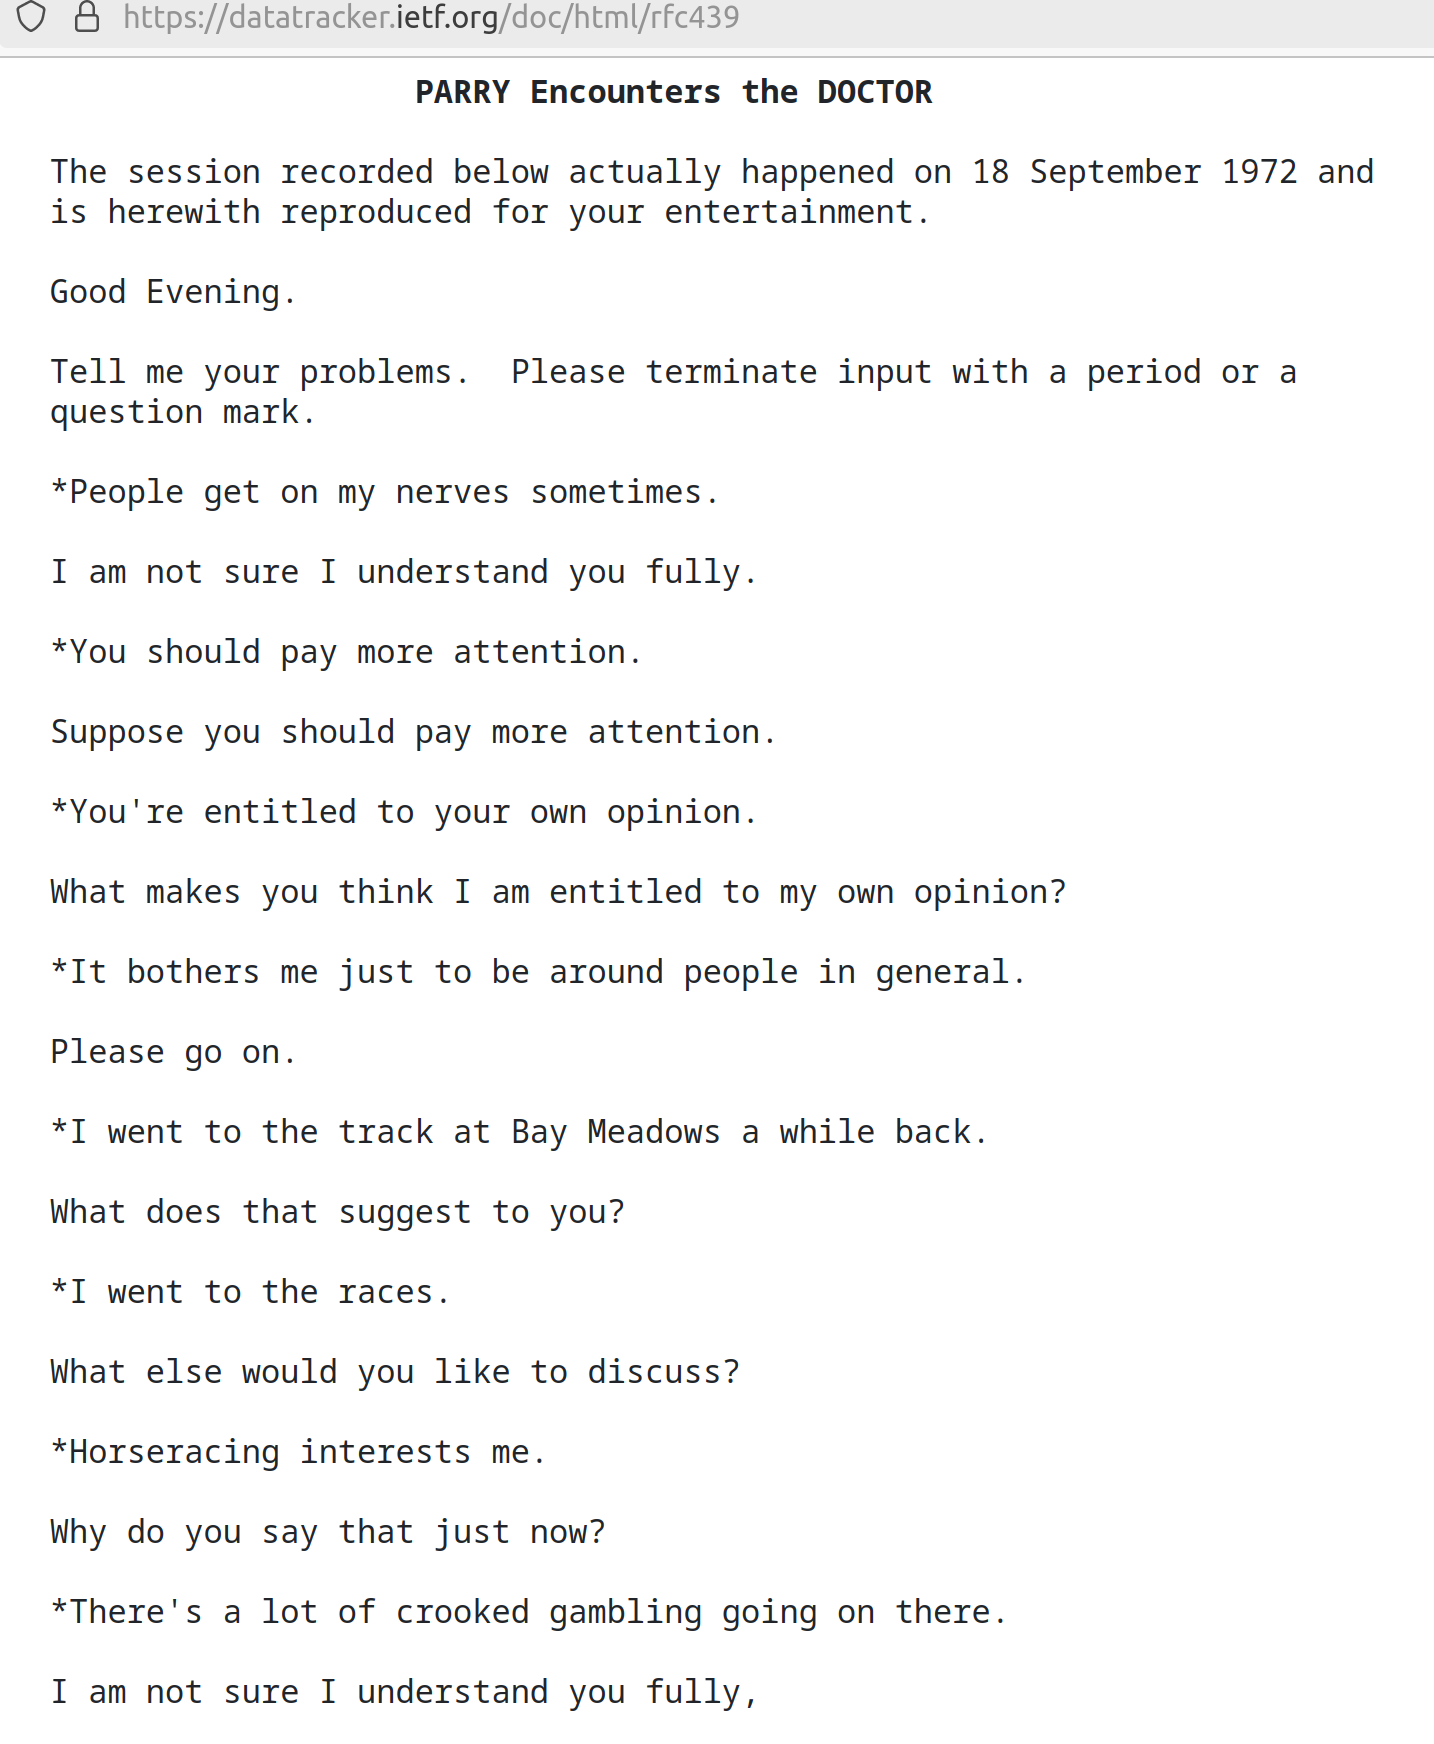 https://datatracker.ietf.org/doc/html/rfc439
PARRY Encounters the DOCTOR
The session recorded below actually happened on 18 September 1972 and
is herewith reproduced for your entertainment.
Good Evening.
Tell me your problems.  Please terminate input with a period or a
question mark.
*People get on my nerves sometimes.
I am not sure I understand you fully.
*You should pay more attention.
Suppose you should pay more attention.
*You're entitled to your own opinion.
What makes you think I am entitled to my own opinion?
*It bothers me just to be around people in general.
Please go on.
*I went to the track at Bay Meadows a while back.
What does that suggest to you?
*I went to the races.
What else would you like to discuss?
*Horseracing interests me.
Why do you say that just now?
*There's a lot of crooked gambling going on there.
I am not sure I understand you fully,